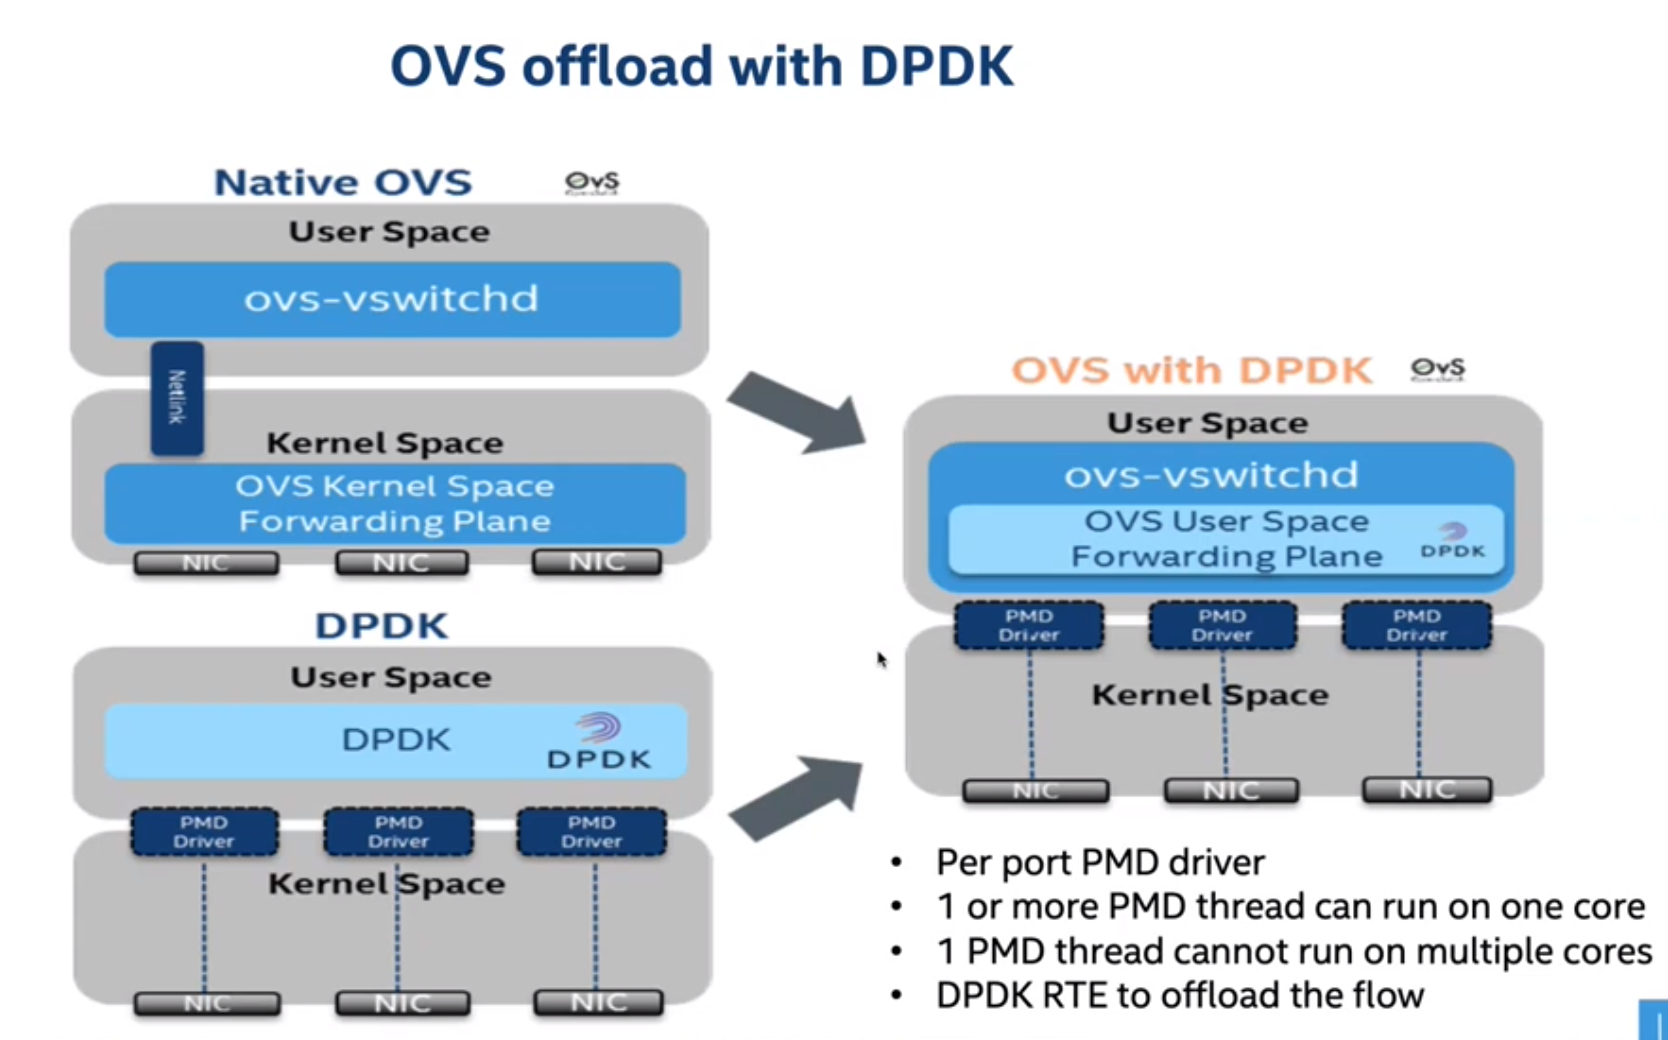 OVS offload with DPDK
Native OVS
OvS
User Space
ovs-vswitchd
Netlink
Kernel Space
OVS Kernel Space
Forwarding Plane
NIC
NIC
NIC
DPDK
User Space
DPDK
DPDK
PMD
Driver
PMD
Driver
PMD
Driver
Kernel Space
NIC
NIC
NIC
OVS with DPDK
OvS
User Space
ovs-vswitchd
OVS User Space
Forwarding Plane
DPDK
PMD
Driver
PMD
Driver
PMD
Driver
Kernel Space
NIC
NIC
NIC
• Per port PMD driver
• 1 or more PMD thread can run on one core
• 1 PMD thread cannot run on multiple cores
• DPDK RTE to offload the flow